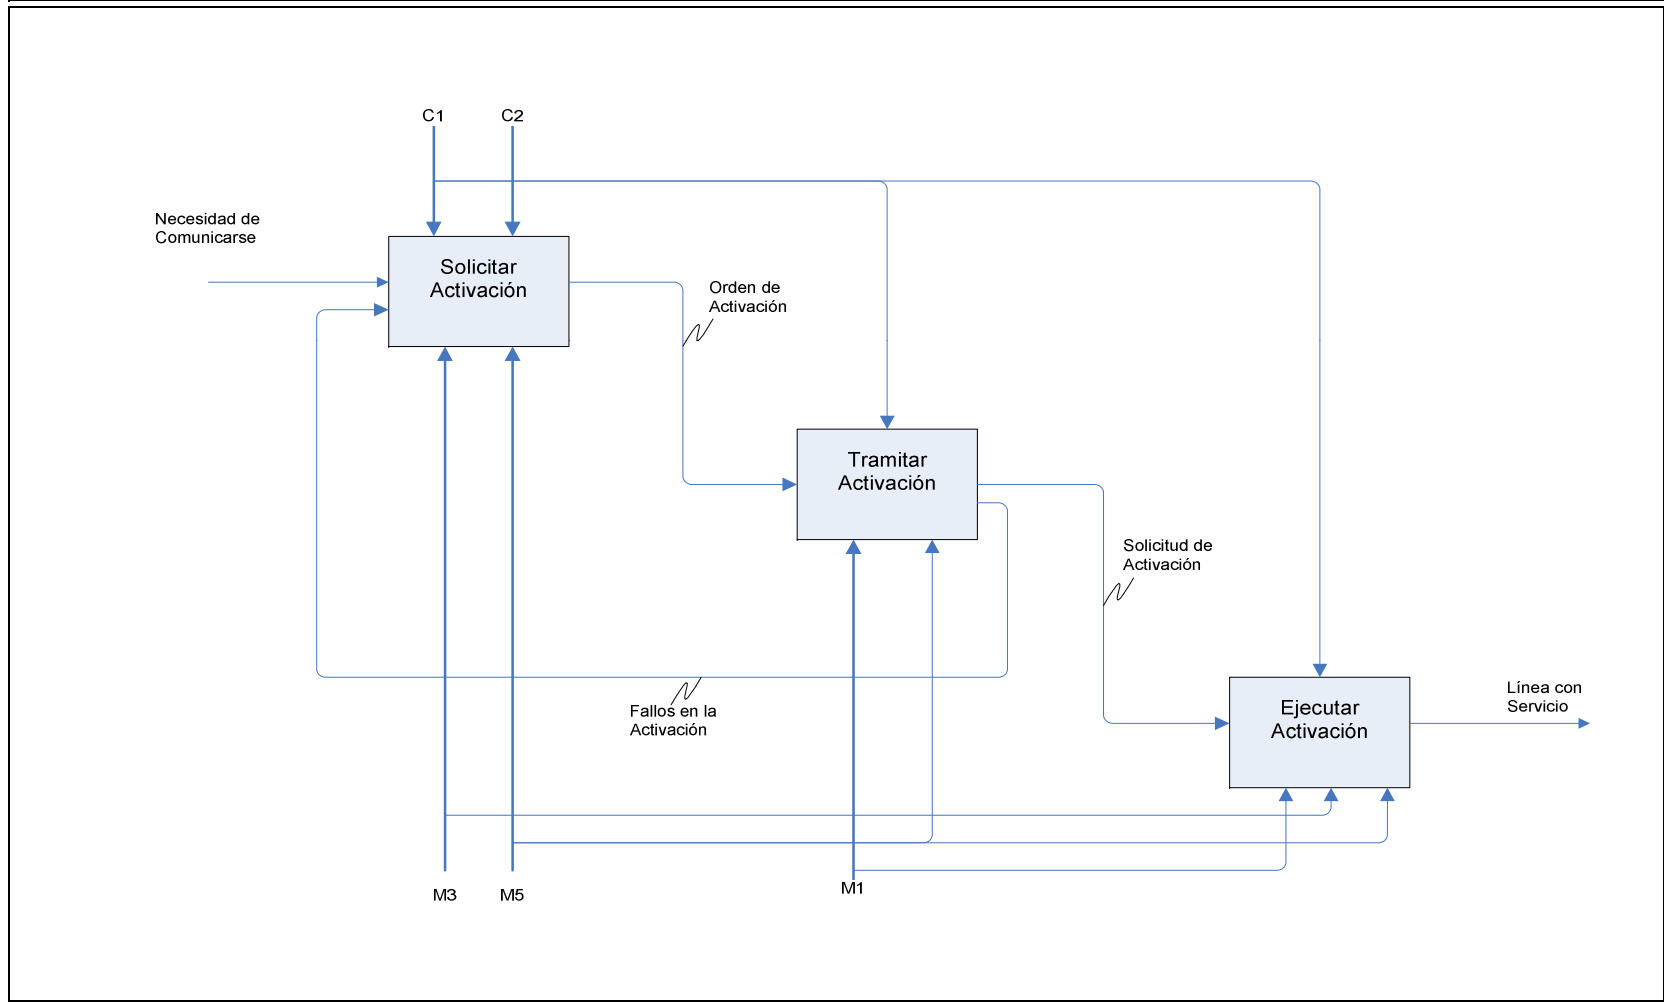 C1
C2
Necesidad de
Comunicarse
Solicitar
Activación
Orden de
Activación
Tramitar
Activación
Solicitud de
Activación
Fallos en la
Activación
Línea con
Servicio
Ejecutar
Activación
M3
M5
M1